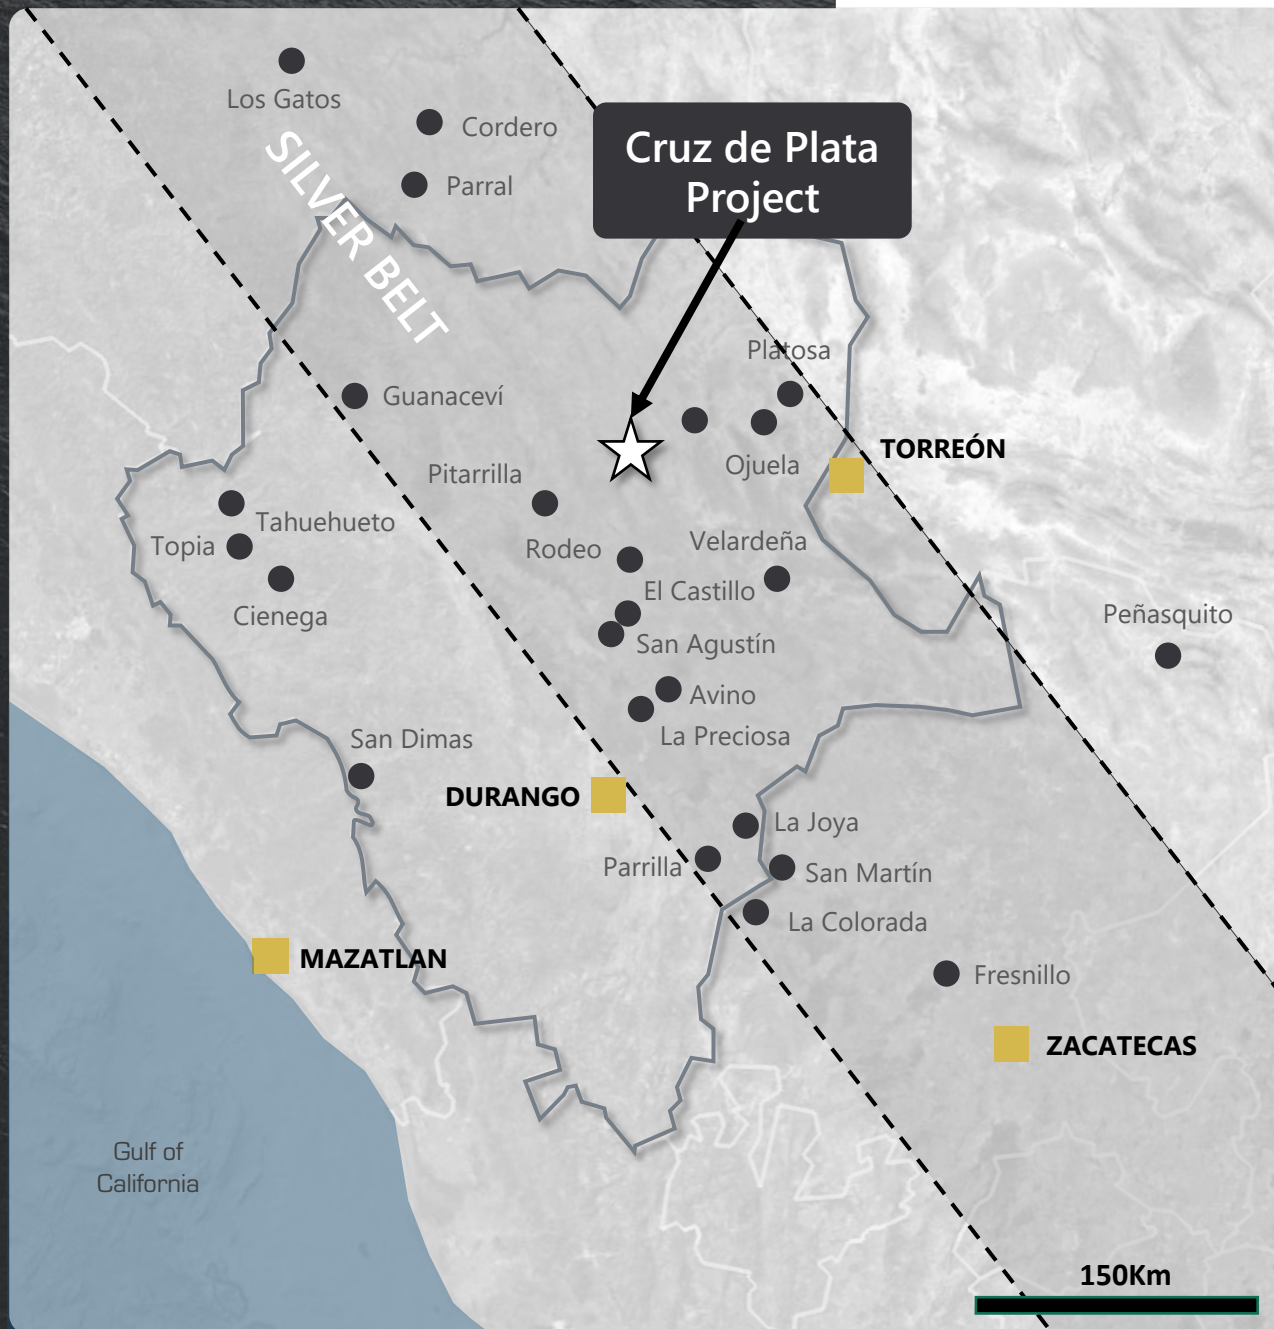 Los Gatos
Cordero
Parral
SILVER BELT
Cruz de Plata
Project
Platosa
Guanaceví
Ojuela
TORREÓN
Pitarrilla
Tahuehueto
Topia
Rodeo
Velardeña
El Castillo
Cienega
San Agustín
Peñasquito
Avino
La Preciosa
San Dimas
DURANGO
La Joya
Parrilla
San Martín
La Colorada
MAZATLAN
Fresnillo
ZACATECAS
Gulf of
California
150Km